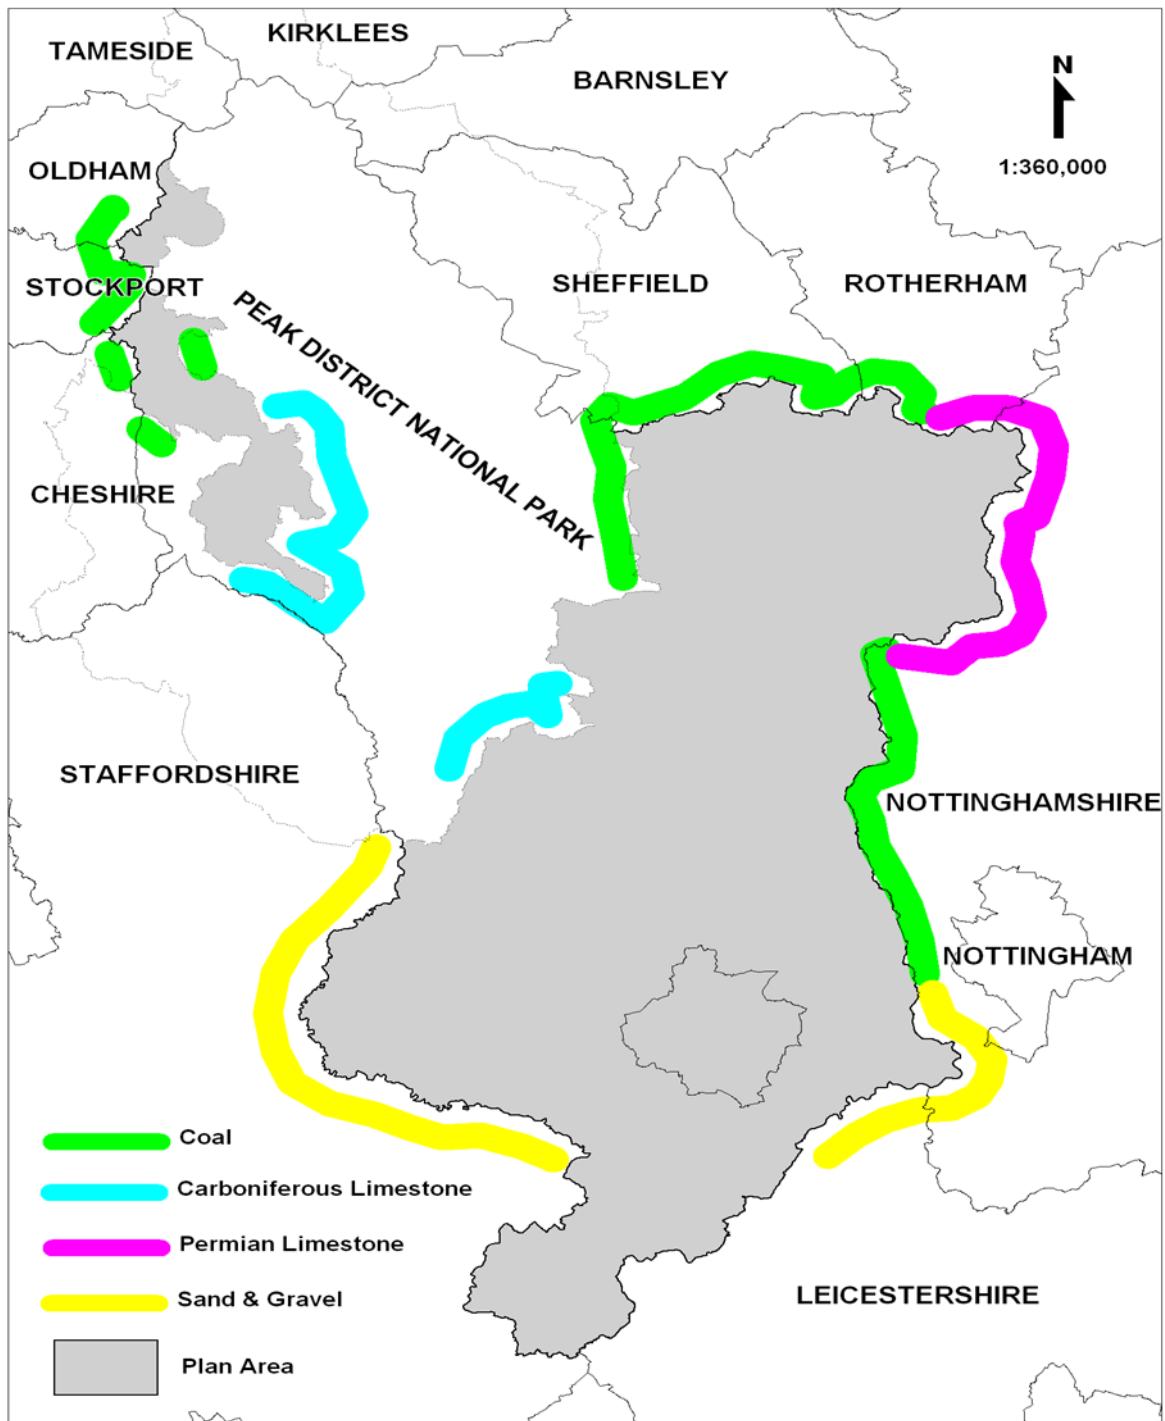 KIRKLEES
TAMESIDE
BARNSLEY
N
1:360,000
OLDHAM
STOCKPORT
SHEFFIELD
ROTHERHAM
PEAK DISTRICT NATIONAL PARK
CHESHIRE
STAFFORDSHIRE
NOTTINGHAMSHIRE
NOTTINGHAM
Coal
Carboniferous Limestone
Permian Limestone
Sand & Gravel
LEICESTERSHIRE
Plan Area